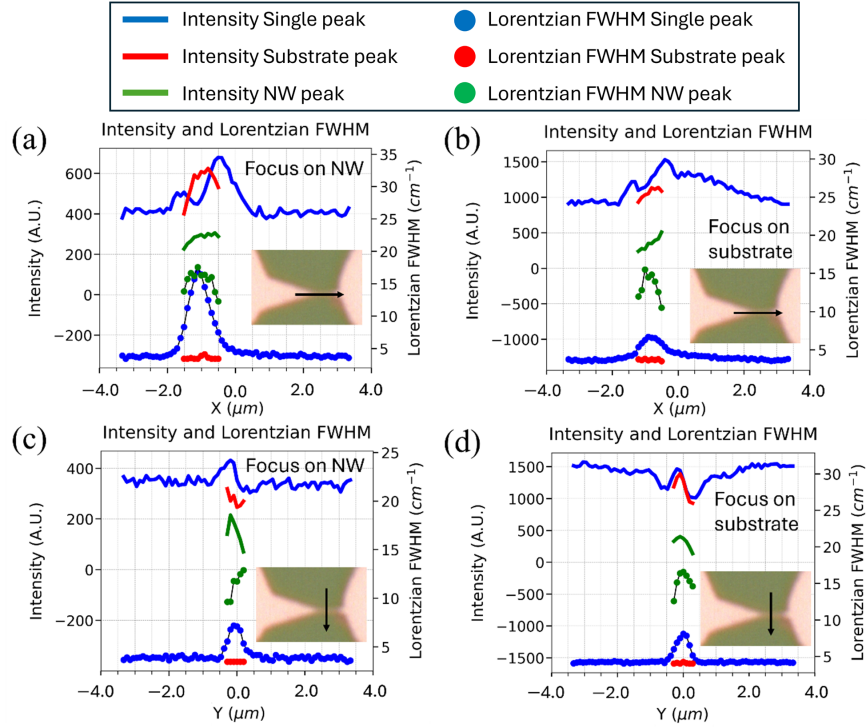 Intensity Single peak
Lorentzian FWHM Single peak
Intensity Substrate peak
Lorentzian FWHM Substrate peak
Intensity NW peak
Lorentzian FWHM NW peak
(a)
Intensity and Lorentzian FWHM
Focus on NW
600
400
200
0
−200
35
30
25
20
15
10
5
Intensity (A.U.)
Lorentzian FWHM (cm⁻¹)
−4.0 −2.0 0.0 2.0 4.0
X (μm)
(b)
Intensity and Lorentzian FWHM
Focus on
substrate
1500
1000
500
0
−500
−1000
30
25
20
15
10
5
Intensity (A.U.)
Lorentzian FWHM (cm⁻¹)
−4.0 −2.0 0.0 2.0 4.0
X (μm)
(c)
Intensity and Lorentzian FWHM
Focus on NW
400
200
0
−200
25
20
15
10
5
Intensity (A.U.)
Lorentzian FWHM (cm⁻¹)
−4.0 −2.0 0.0 2.0 4.0
Y (μm)
(d)
Intensity and Lorentzian FWHM
Focus on
substrate
1500
1000
500
0
−500
−1000
−1500
30
25
20
15
10
5
Intensity (A.U.)
Lorentzian FWHM (cm⁻¹)
−4.0 −2.0 0.0 2.0 4.0
Y (μm)